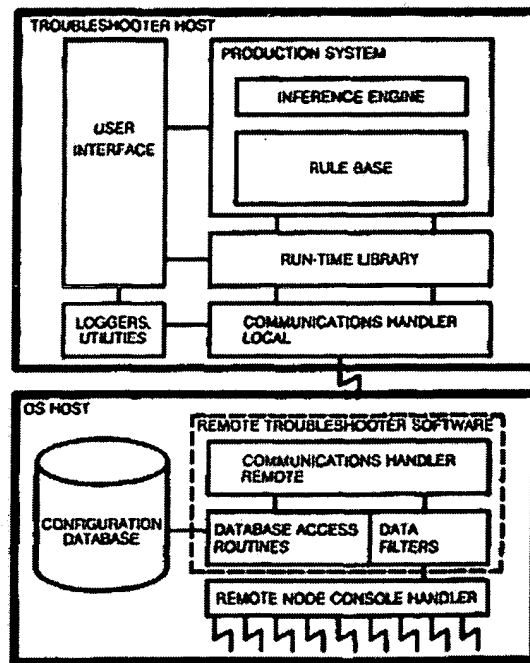 TROUBLESHOOTER HOST
PRODUCTION SYSTEM
INFERENCE ENGINE
USER
INTERFACE
RULE BASE
RUN-TIME LIBRARY
LOGGERS,
UTILITIES
COMMUNICATIONS HANDLER
LOCAL
OS HOST
REMOTE TROUBLESHOOTER SOFTWARE
COMMUNICATIONS HANDLER
REMOTE
CONFIGURATION
DATABASE
DATABASE ACCESS
ROUTINES
DATA
FILTERS
REMOTE NODE CONSOLE HANDLER